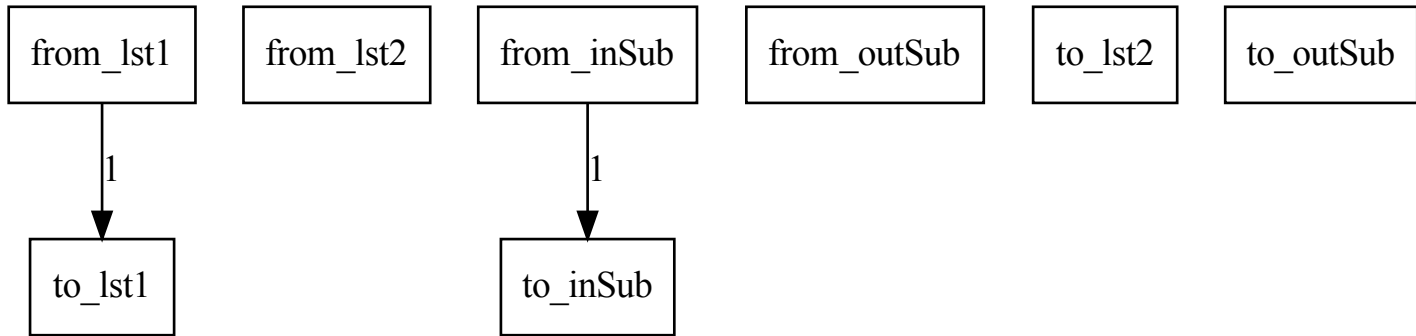 from_lst1
from_lst2
from_inSub
from_outSub
to_lst2
to_outSub
1
1
to_lst1
to_inSub